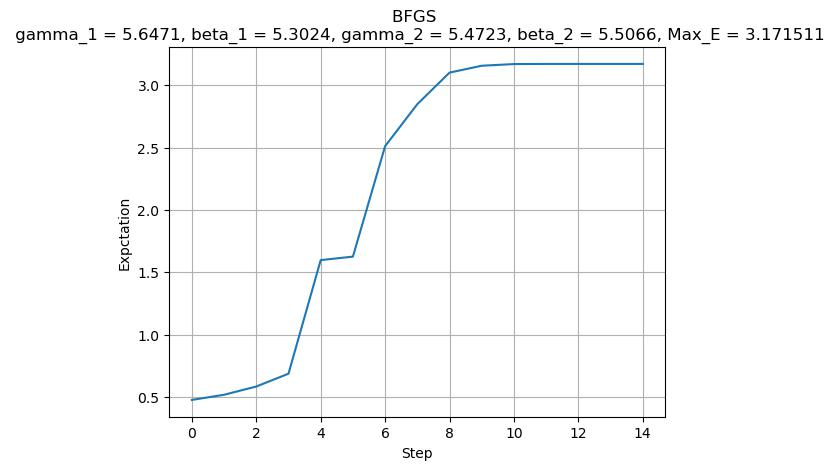 BFGS
gamma_1 = 5.6471, beta_1 = 5.3024, gamma_2 = 5.4723, beta_2 = 5.5066, Max_E = 3.171511
3.0
2.5
2.0
1.5
1.0
0.5
Expctation
0 2 4 6 8 10 12 14
Step